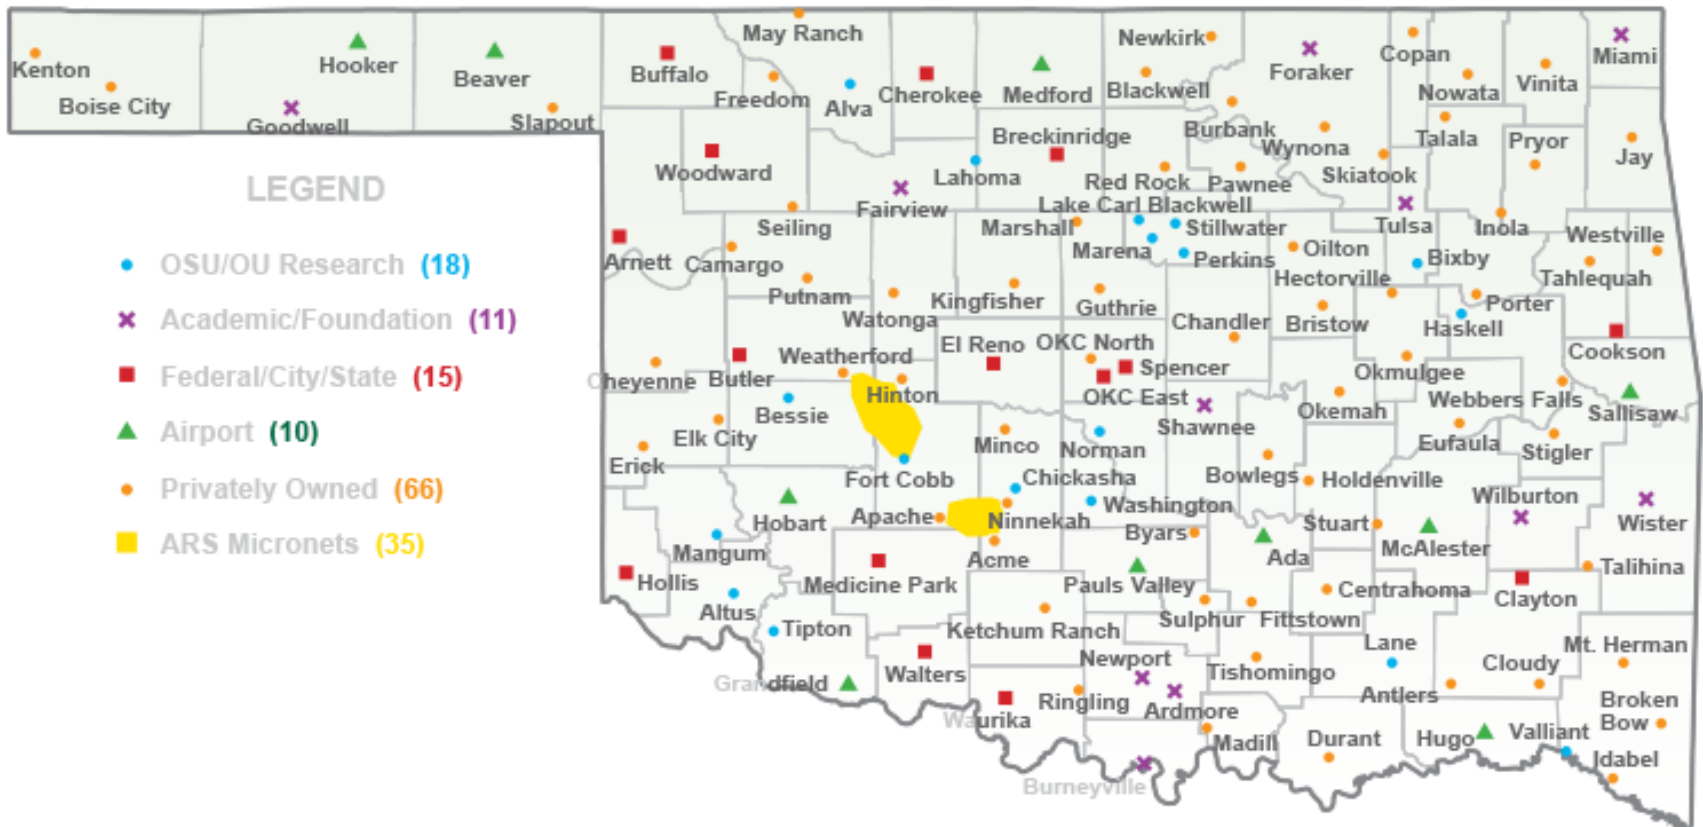 May Ranch
Newkirk
Copan
Miami
Kenton
Hooker
Beaver
Buffalo
Foraker
Vinita
Boise City
Freedom
Alva
Cherokee
Medford
Blackwell
Nowata
Goodwell
Slapout
Breckinridge
Burbank
Wynona
Talala
Pryor
Jay
Woodward
Lahoma
Red Rock
Pawnee
Skiatook
LEGEND
Fairview
Lake Carl Blackwell
Seiling
Marshall
Stillwater
Tulsa
Inola
Westville
Arnett
Camargo
Marena
Perkins
Oilton
Bixby
OSU/OU Research (18)
Hectorville
Tahlequah
Putnam
Kingfisher
Guthrie
Porter
Academic/Foundation (11)
Watonga
Chandler
Bristow
Haskell
Weatherford
El Reno
OKC North
Cookson
Federal/City/State (15)
Cheyenne
Butler
Spencer
Okmulgee
Hinton
OKC East
Okemah
Webbers Falls
Sallisaw
Bessie
Shawnee
Airport (10)
Elk City
Minco
Norman
Eufaula
Stigler
Erick
Fort Cobb
Chickasha
Bowlegs
Holdenville
Privately Owned (66)
Wilburton
Washington
Hobart
Apache
Ninnekah
Byars
Stuart
Wister
ARS Micronets (35)
Mangum
Acme
Ada
McAlester
Talihina
Hollis
Medicine Park
Pauls Valley
Centrahoma
Clayton
Altus
Tipton
Ketchum Ranch
Sulphur
Fittstown
Lane
Mt. Herman
Walters
Newport
Tishomingo
Cloudy
Grandfield
Ringling
Ardmore
Antlers
Broken
Bow
Waurika
Madill
Durant
Hugo
Valliant
Idabel
Burneyville